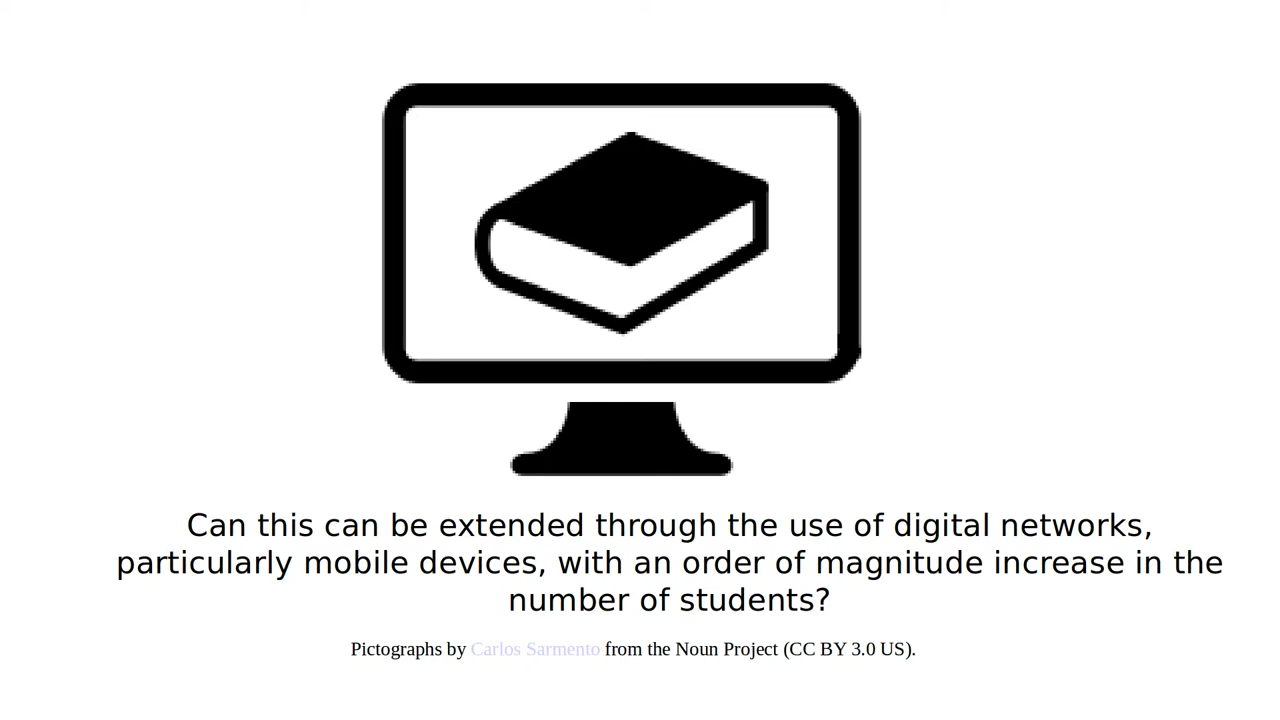 Can this can be extended through the use of digital networks,
particularly mobile devices, with an order of magnitude increase in the
number of students?
Pictographs by Carlos Sarmento from the Noun Project (CC BY 3.0 US).